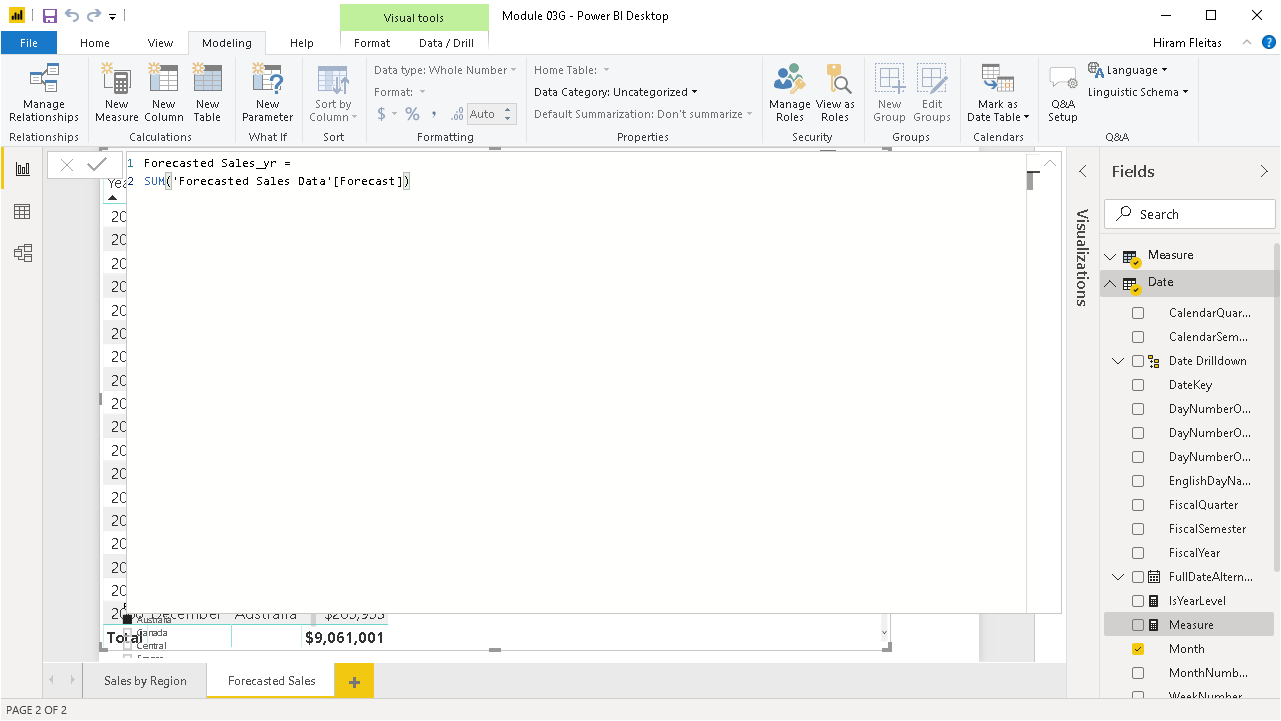 Visual tools
Module 03G - Power BI Desktop
File
Home
View
Modeling
Help
Format
Data / Drill
Hiram Fleitas
Manage Relationships
Relationships
New Measure
New Column
New Table
Calculations
New Parameter
What If
Sort by Column
Sort
Data type: Whole Number
Format:
$ % , .00 Auto
Formatting
Home Table:
Data Category: Uncategorized
Default Summarization: Don't summarize
Properties
Manage Roles
View as Roles
Security
New Group
Edit Groups
Groups
Mark as Date Table
Calendars
Q&A Setup
Language
Linguistic Schema
Q&A
1 Forecasted Sales_yr =
2 SUM('Forecasted Sales Data'[Forecast])
December Australia
Australia
Canada
Central
Total $9,061,001
Visualizations
Fields
Search
Measure
Date
CalendarQuar...
CalendarSem...
Date Drilldown
DateKey
DayNumberO...
DayNumberO...
DayNumberO...
EnglishDayNa...
FiscalQuarter
FiscalSemester
FiscalYear
FullDateAltern...
IsYearLevel
Measure
Month
MonthNumb...
WeekNumber
Sales by Region
Forecasted Sales
PAGE 2 OF 2